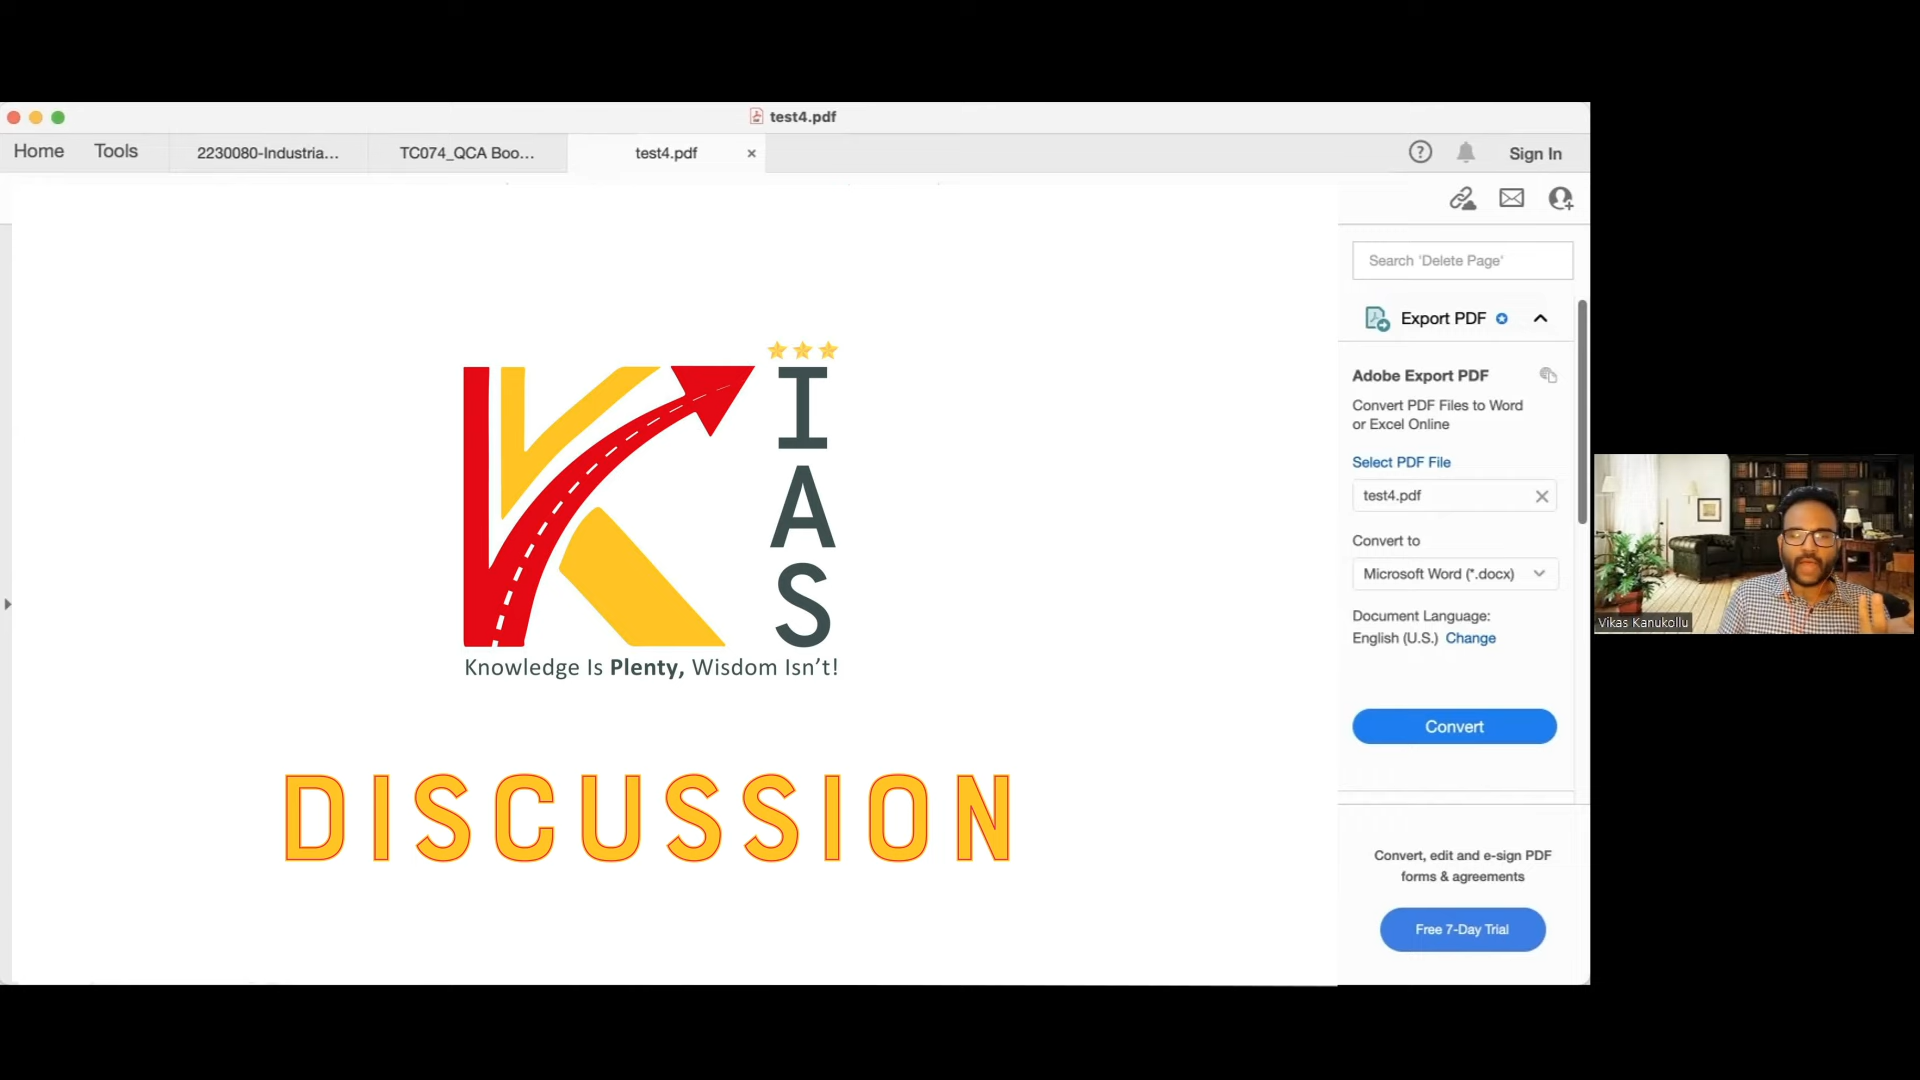 test4.pdf
Home
Tools
2230080-Industria...
TC074_QCA Boo...
test4.pdf
Sign In
Search 'Delete Page'
Export PDF
Adobe Export PDF
Convert PDF Files to Word
or Excel Online
Select PDF File
test4.pdf
Convert to
Microsoft Word (*.docx)
Document Language:
English (U.S.) Change
Convert
Convert, edit and e-sign PDF
forms & agreements
Free 7-Day Trial
K
I
A
S
Knowledge Is Plenty, Wisdom Isn't!
DISCUSSION
Vikas Kanukollu